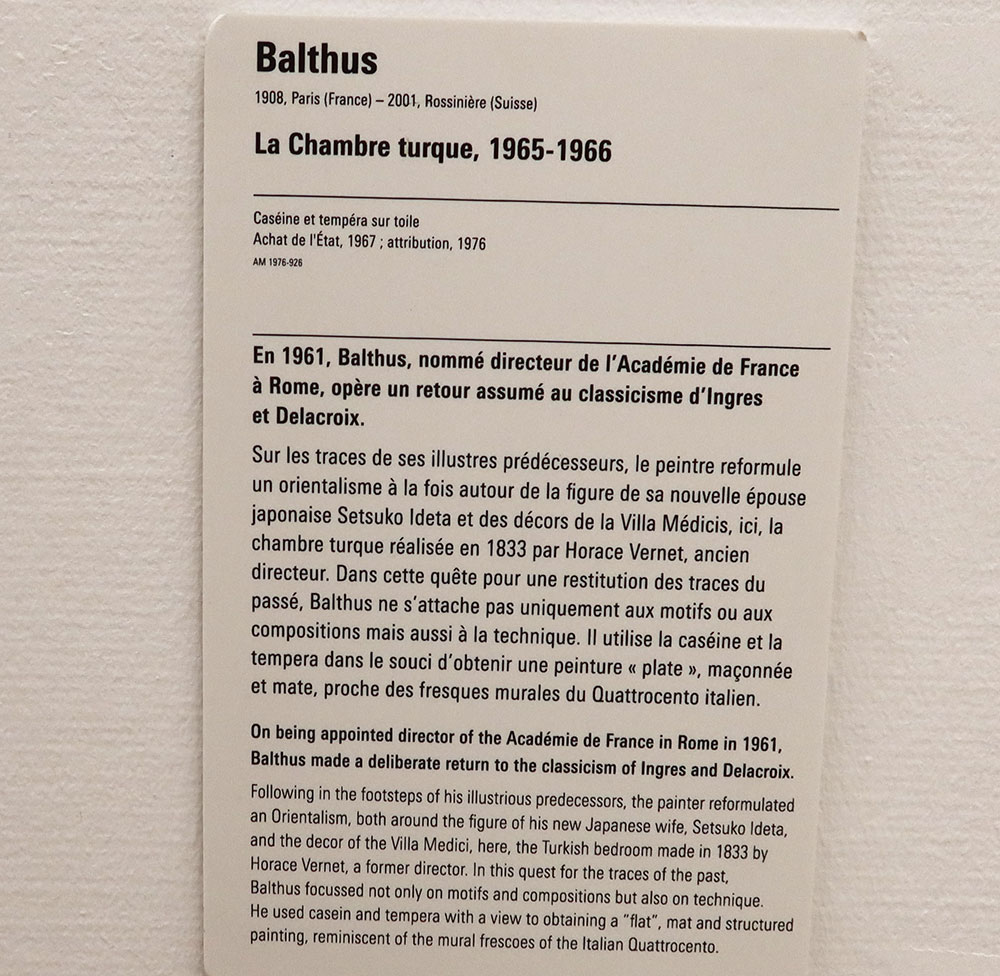 Balthus
1908, Paris (France) – 2001, Rossinière (Suisse)
La Chambre turque, 1965-1966
Caséine et tempéra sur toile
Achat de l'État, 1967 ; attribution, 1976
AM 1976-926
En 1961, Balthus, nommé directeur de l'Académie de France
à Rome, opère un retour assumé au classicisme d'Ingres
et Delacroix.
Sur les traces de ses illustres prédécesseurs, le peintre reformule
un orientalisme à la fois autour de la figure de sa nouvelle épouse
japonaise Setsuko Ideta et des décors de la Villa Médicis, ici, la
chambre turque réalisée en 1833 par Horace Vernet, ancien
directeur. Dans cette quête pour une restitution des traces du
passé, Balthus ne s'attache pas uniquement aux motifs ou aux
compositions mais aussi à la technique. Il utilise la caséine et la
tempera dans le souci d'obtenir une peinture « plate », maçonnée
et mate, proche des fresques murales du Quattrocento italien.
On being appointed director of the Académie de France in Rome in 1961,
Balthus made a deliberate return to the classicism of Ingres and Delacroix.
Following in the footsteps of his illustrious predecessors, the painter reformulated
an Orientalism, both around the figure of his new Japanese wife, Setsuko Ideta,
and the decor of the Villa Medici, here, the Turkish bedroom made in 1833 by
Horace Vernet, a former director. In this quest for the traces of the past,
Balthus focussed not only on motifs and compositions but also on technique.
He used casein and tempera with a view to obtaining a "flat", mat and structured
painting, reminiscent of the mural frescoes of the Italian Quattrocento.